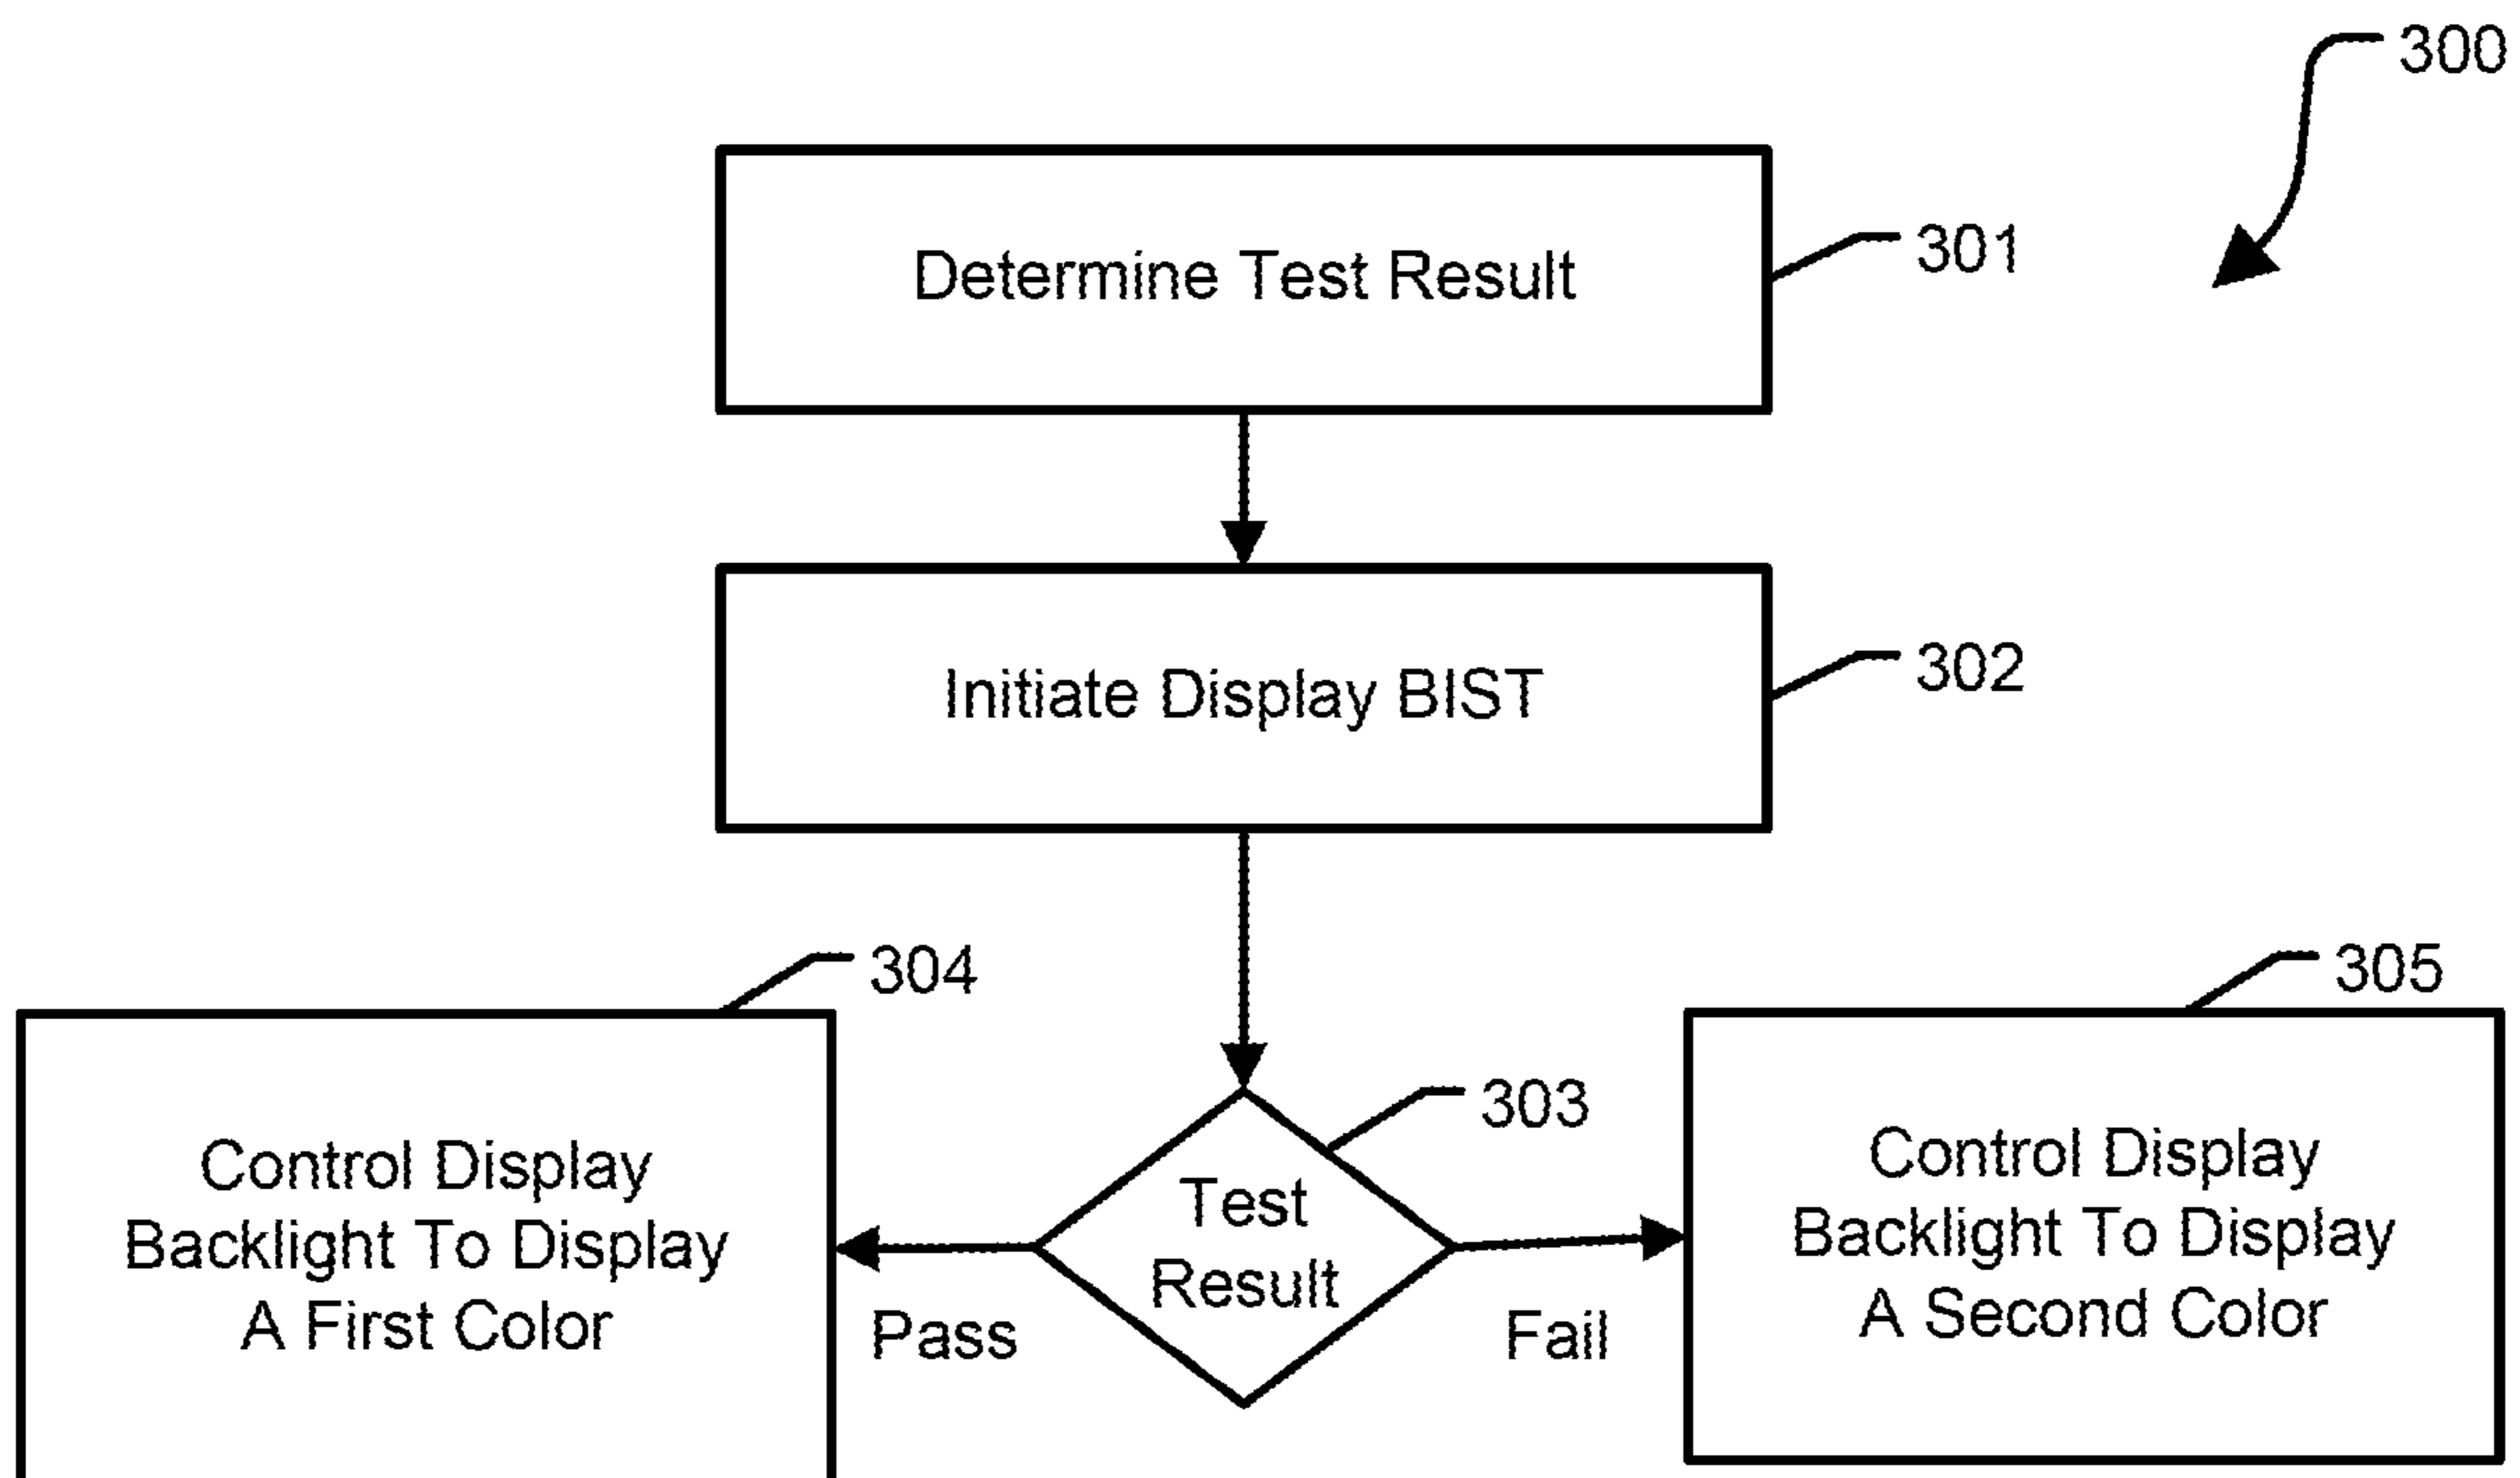 300
Determine Test Result
301
Initiate Display BIST
302
304
305
303
Control Display
Backlight To Display
A First Color
Test
Result
Pass
Fail
Control Display
Backlight To Display
A Second Color